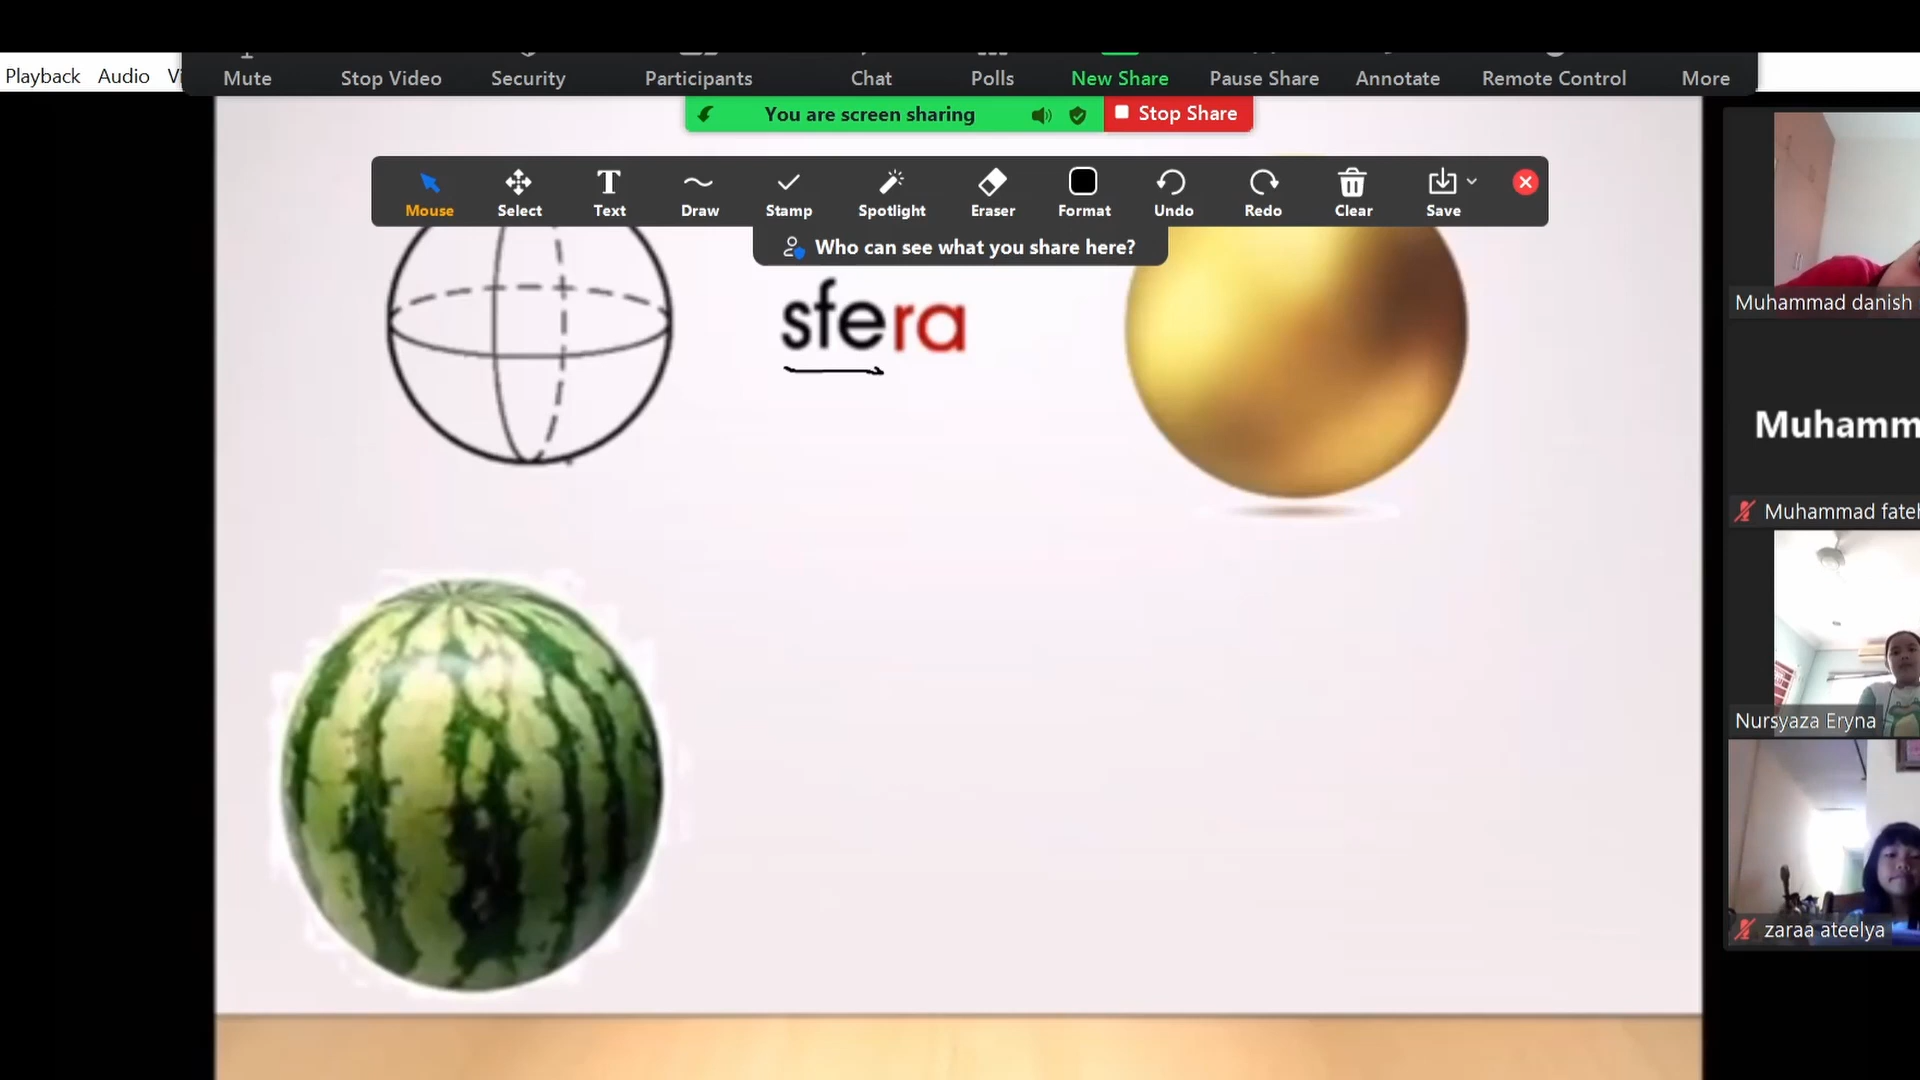 Playback Audio Vi
Mute Stop Video Security Participants Chat Polls New Share Pause Share Annotate Remote Control More
You are screen sharing Stop Share
Mouse Select Text Draw Stamp Spotlight Eraser Format Undo Redo Clear Save
Who can see what you share here?
sfera
Muhammad danish
Muhamm
Muhammad fateh
Nursyaza Eryna
zaraa ateelya